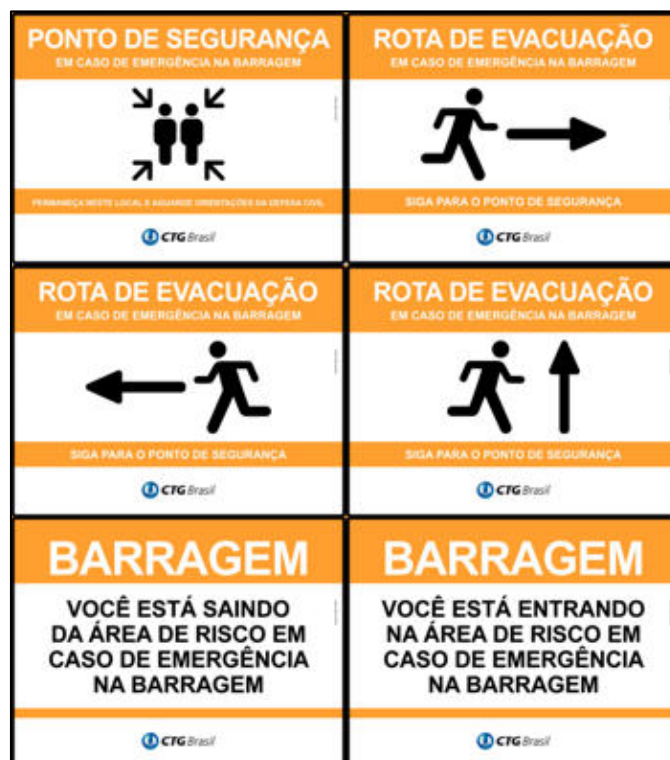 PONTO DE SEGURANÇA
EM CASO DE EMERGÊNCIA NA BARRAGEM
PERMANEÇA NESTE LOCAL E AGUARDE ORIENTAÇÕES DA DEFESA CIVIL
CTG Brasil
ROTA DE EVACUAÇÃO
EM CASO DE EMERGÊNCIA NA BARRAGEM
SIGA PARA O PONTO DE SEGURANÇA
CTG Brasil
ROTA DE EVACUAÇÃO
EM CASO DE EMERGÊNCIA NA BARRAGEM
SIGA PARA O PONTO DE SEGURANÇA
CTG Brasil
ROTA DE EVACUAÇÃO
EM CASO DE EMERGÊNCIA NA BARRAGEM
SIGA PARA O PONTO DE SEGURANÇA
CTG Brasil
BARRAGEM
VOCÊ ESTÁ SAINDO
DA ÁREA DE RISCO EM
CASO DE EMERGÊNCIA
NA BARRAGEM
CTG Brasil
BARRAGEM
VOCÊ ESTÁ ENTRANDO
NA ÁREA DE RISCO EM
CASO DE EMERGÊNCIA
NA BARRAGEM
CTG Brasil